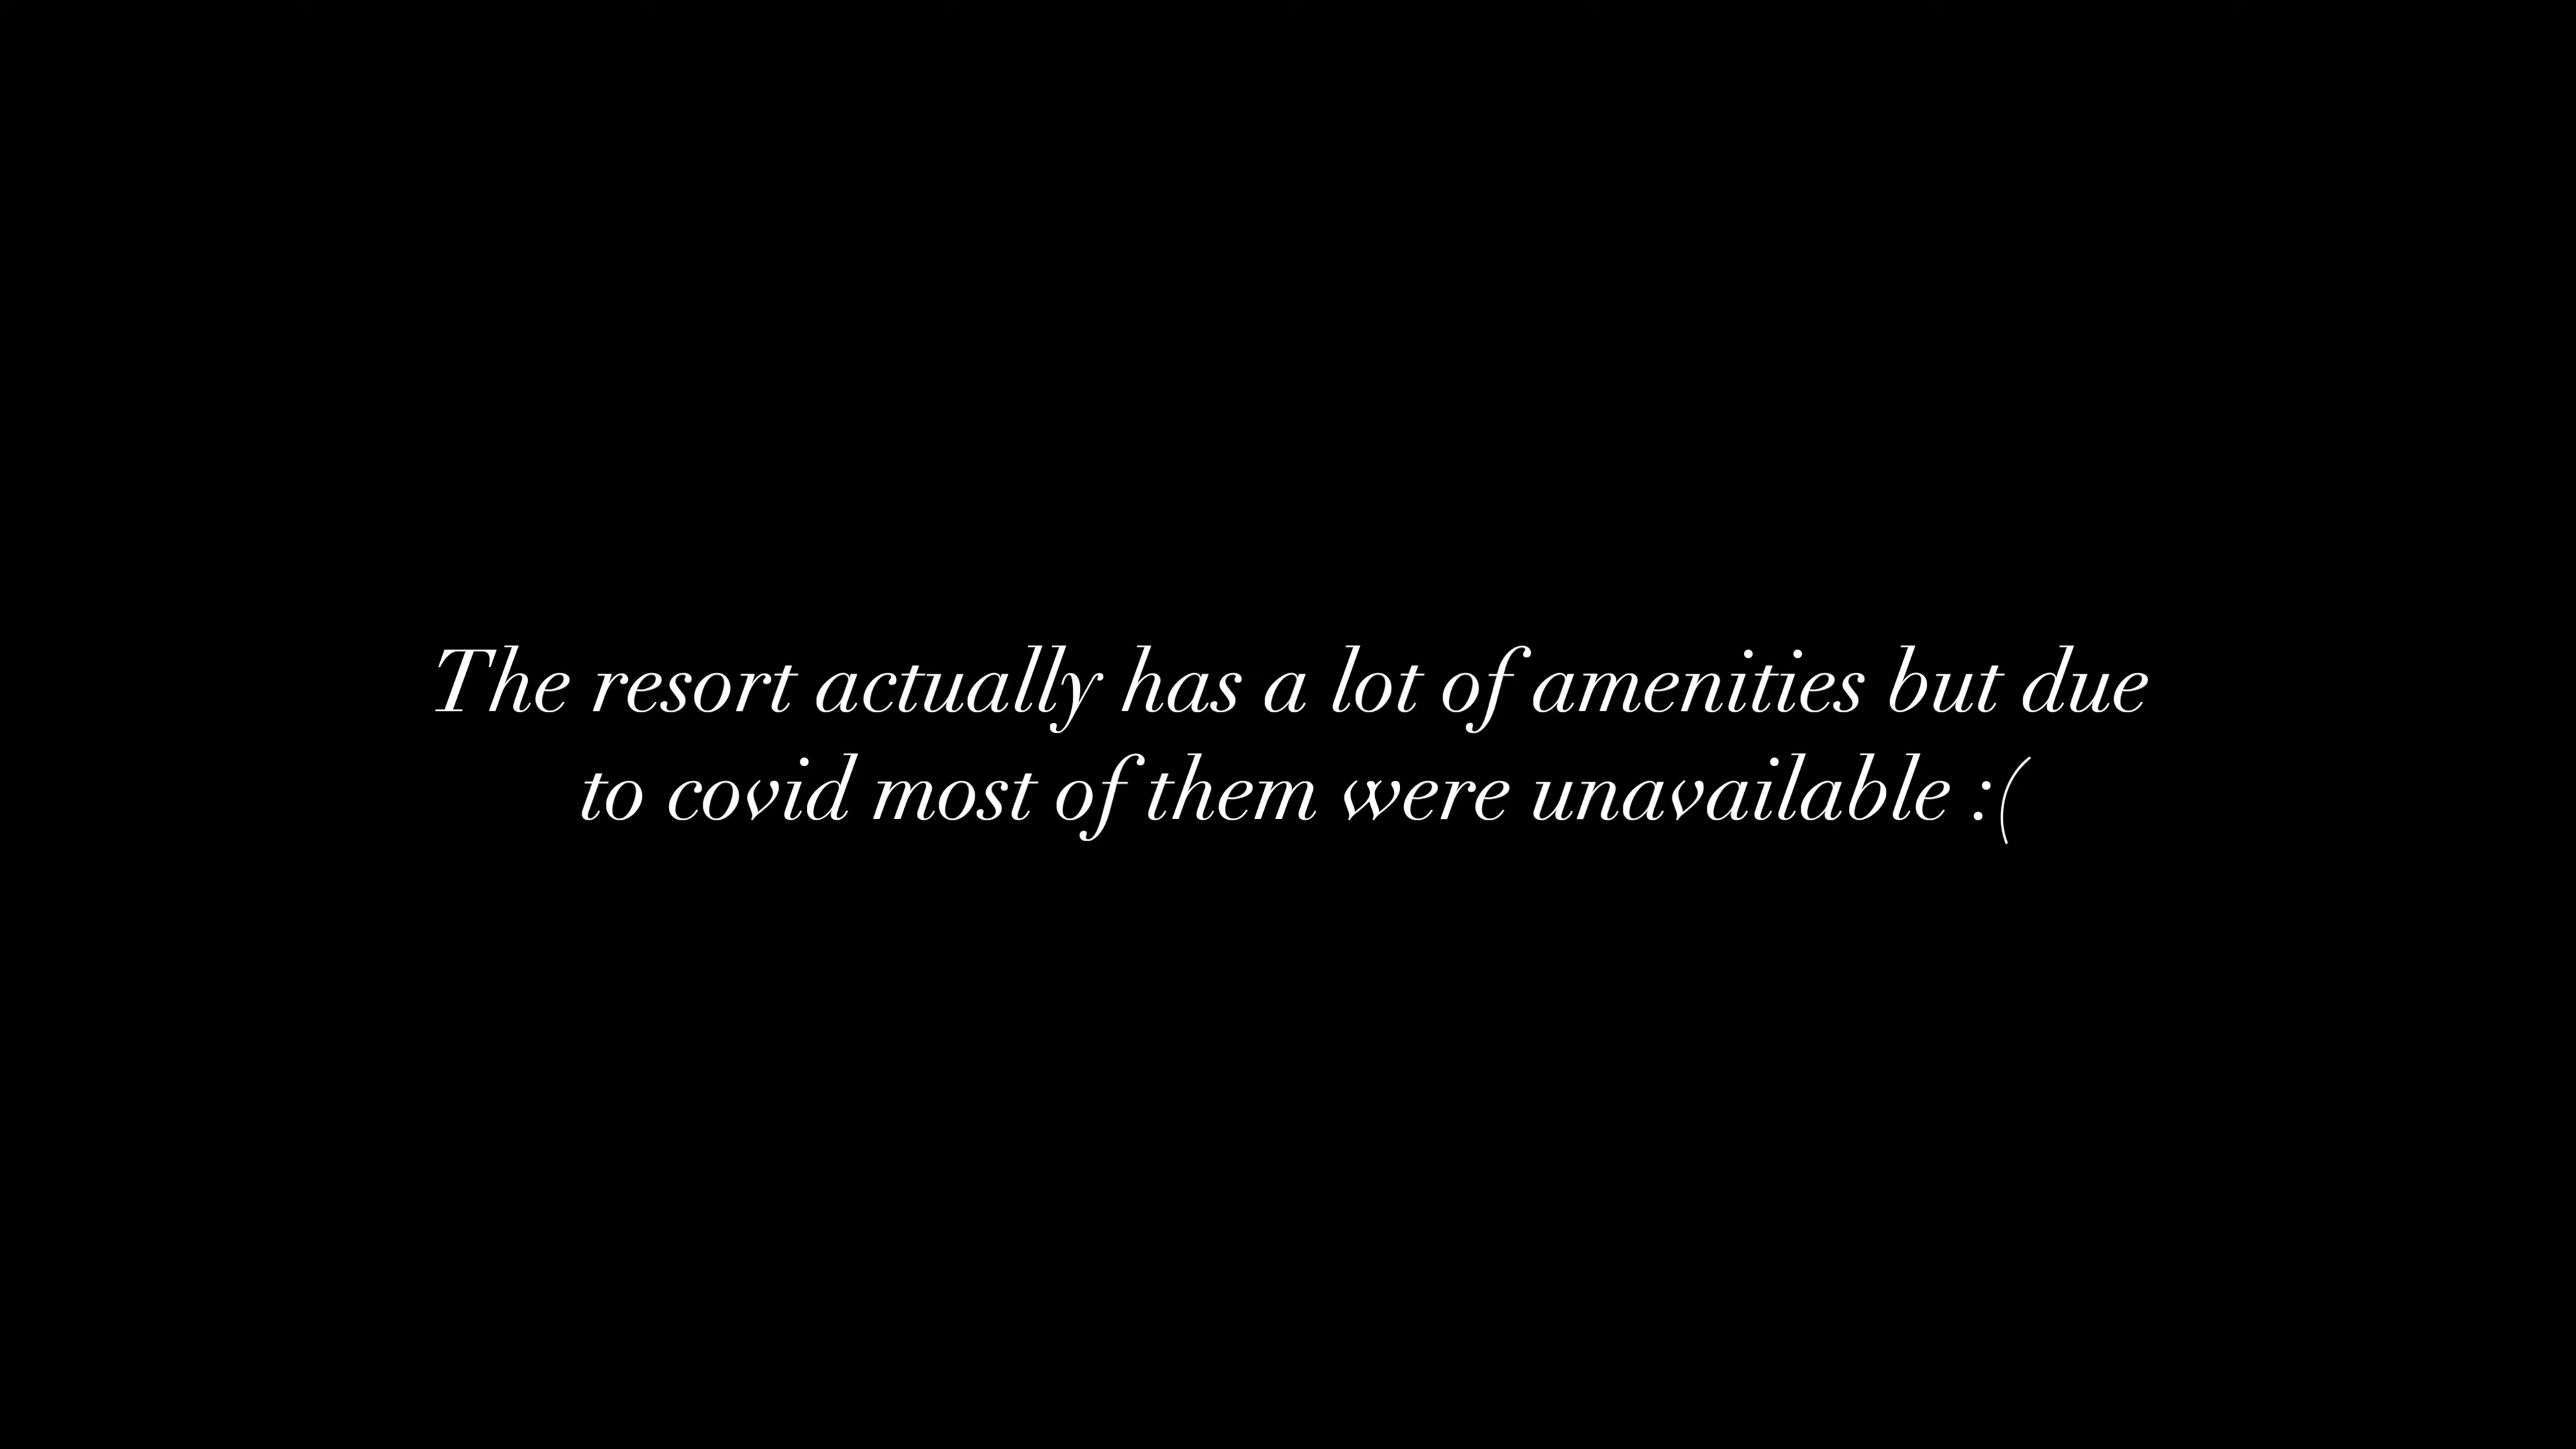 The resort actually has a lot of amenities but due
to covid most of them were unavailable :(